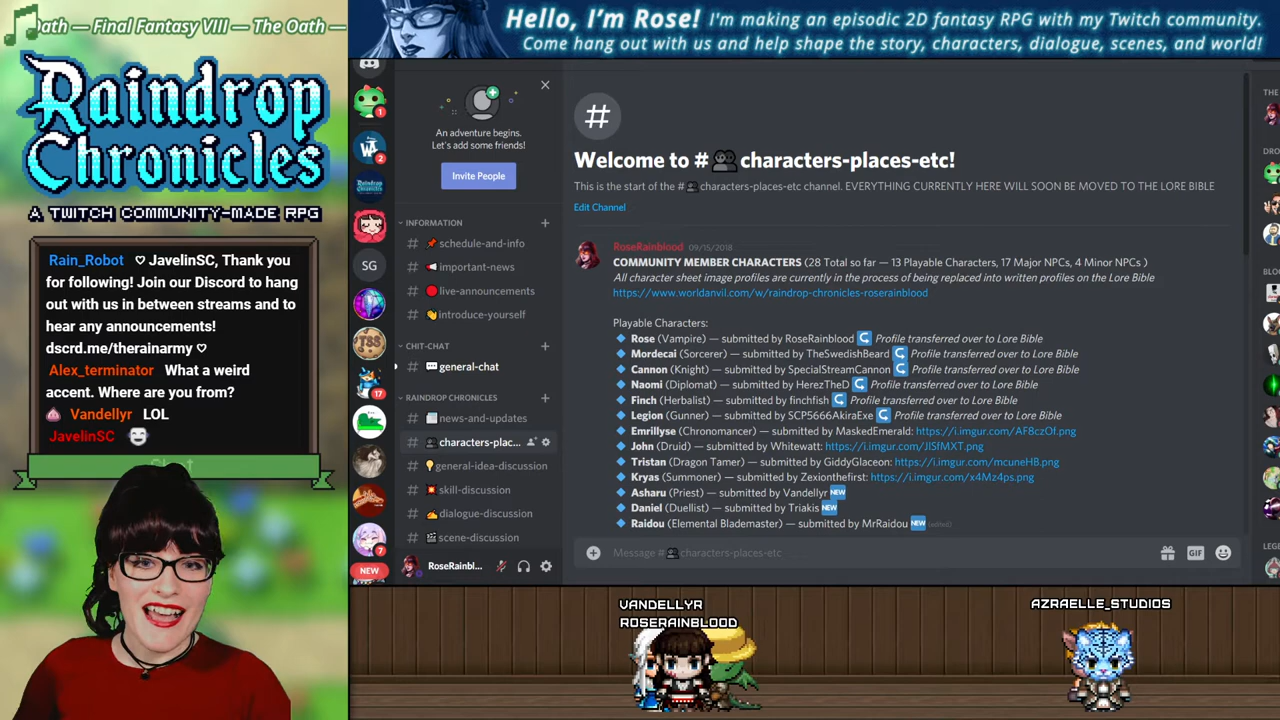 Oath — Final Fantasy VIII — The Oath —
Raindrop
Chronicles
A TWITCH COMMUNITY-MADE RPG
Rain_Robot ♡ JavelinSC, Thank you
for following! Join our Discord to hang
out with us in between streams and to
hear any announcements!
dscrd.me/therainarmy ♡
Alex_terminator What a weird
accent. Where are you from?
Vandellyr LOL
JavelinSC
Chat
Hello, I'm Rose! I'm making an episodic 2D fantasy RPG with my Twitch community.
Come hang out with us and help shape the story, characters, dialogue, scenes, and world!
1
WT
2
Raindrop
Chronicles
SG
TSS
17
7
NEW
An adventure begins.
Let's add some friends!
Invite People
INFORMATION
# 📌 schedule-and-info
# 📢 important-news
# 🔴 live-announcements
# 👋 introduce-yourself
CHIT-CHAT
# 💬 general-chat
RAINDROP CHRONICLES
# 📰 news-and-updates
# 👥 characters-plac...
# 💡 general-idea-discussion
# 💥 skill-discussion
# ✍ dialogue-discussion
# 🎬 scene-discussion
RoseRainbl...
#
Welcome to # 👥 characters-places-etc!
This is the start of the # 👥 characters-places-etc channel. EVERYTHING CURRENTLY HERE WILL SOON BE MOVED TO THE LORE BIBLE
Edit Channel
RoseRainblood 09/15/2018
COMMUNITY MEMBER CHARACTERS (28 Total so far — 13 Playable Characters, 17 Major NPCs, 4 Minor NPCs )
All character sheet image profiles are currently in the process of being replaced into written profiles on the Lore Bible
https://www.worldanvil.com/w/raindrop-chronicles-roserainblood
Playable Characters:
🔷 Rose (Vampire) — submitted by RoseRainblood ↪ Profile transferred over to Lore Bible
🔷 Mordecai (Sorcerer) — submitted by TheSwedishBeard ↪ Profile transferred over to Lore Bible
🔷 Cannon (Knight) — submitted by SpecialStreamCannon ↪ Profile transferred over to Lore Bible
🔷 Naomi (Diplomat) — submitted by HerezTheD ↪ Profile transferred over to Lore Bible
🔷 Finch (Herbalist) — submitted by finchfish ↪ Profile transferred over to Lore Bible
🔷 Legion (Gunner) — submitted by SCP5666AkiraExe ↪ Profile transferred over to Lore Bible
🔷 Emrillyse (Chronomancer) — submitted by MaskedEmerald: https://i.imgur.com/AF8czOf.png
🔷 John (Druid) — submitted by Whitewatt: https://i.imgur.com/JISfMXT.png
🔷 Tristan (Dragon Tamer) — submitted by GiddyGlaceon: https://i.imgur.com/mcuneHB.png
🔷 Kryas (Summoner) — submitted by Zexionthefirst: https://i.imgur.com/x4Mz4ps.png
🔷 Asharu (Priest) — submitted by Vandellyr NEW
🔷 Daniel (Duellist) — submitted by Triakis NEW
🔷 Raidou (Elemental Blademaster) — submitted by MrRaidou NEW (edited)
Message # 👥 characters-places-etc
GIF
THE
DRO
BLO
LEGE
VANDELLYR
ROSERAINBLOOD
AZRAELLE_STUDIOS